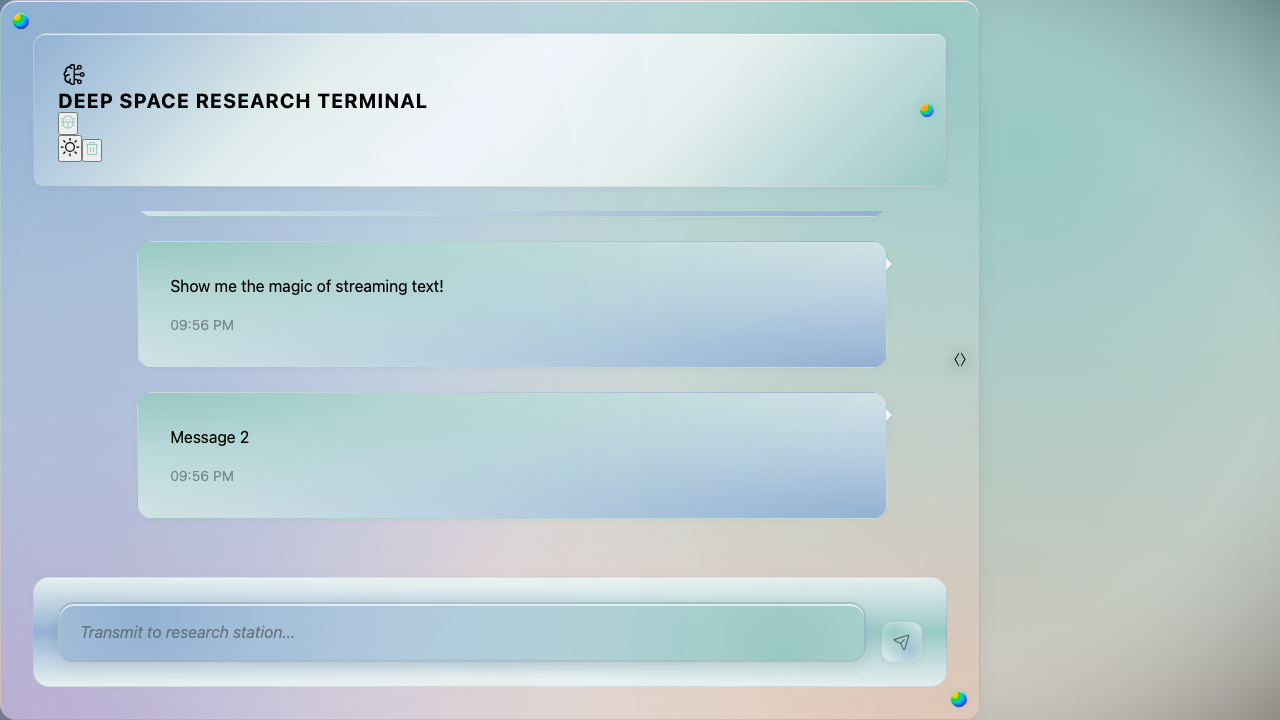 DEEP SPACE RESEARCH TERMINAL
Show me the magic of streaming text!
09:56 PM
Message 2
09:56 PM
Transmit to research station...